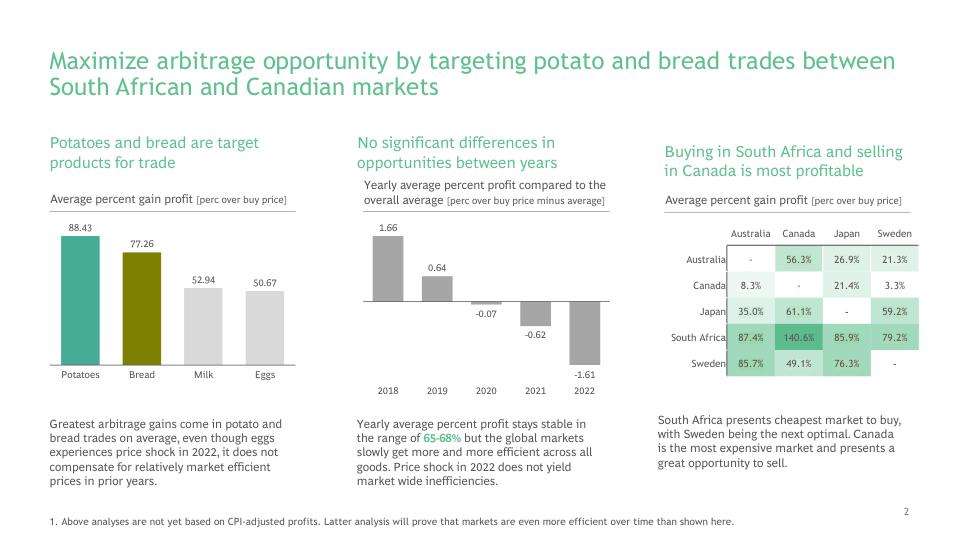 Maximize arbitrage opportunity by targeting potato and bread trades between
South African and Canadian markets
Potatoes and bread are target
products for trade
Average percent gain profit [perc over buy price]
88.43
77.26
52.94
50.67
Potatoes
Bread
Milk
Eggs
Greatest arbitrage gains come in potato and
bread trades on average, even though eggs
experiences price shock in 2022, it does not
compensate for relatively market efficient
prices in prior years.
No significant differences in
opportunities between years
Yearly average percent profit compared to the
overall average [perc over buy price minus average]
1.66
0.64
-0.07
-0.62
-1.61
2018
2019
2020
2021
2022
Yearly average percent profit stays stable in
the range of 65-68% but the global markets
slowly get more and more efficient across all
goods. Price shock in 2022 does not yield
market wide inefficiencies.
Buying in South Africa and selling
in Canada is most profitable
Average percent gain profit [perc over buy price]
Australia Canada Japan Sweden
Australia - 56.3% 26.9% 21.3%
Canada 8.3% - 21.4% 3.3%
Japan 35.0% 61.1% - 59.2%
South Africa 87.4% 140.6% 85.9% 79.2%
Sweden 85.7% 49.1% 76.3% -
South Africa presents cheapest market to buy,
with Sweden being the next optimal. Canada
is the most expensive market and presents a
great opportunity to sell.
2
1. Above analyses are not yet based on CPI-adjusted profits. Latter analysis will prove that markets are even more efficient over time than shown here.